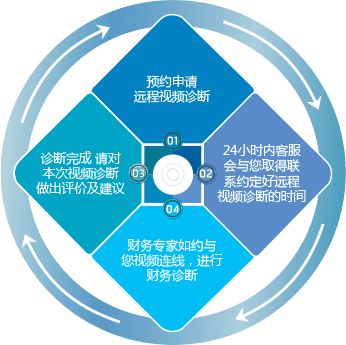 预约申请
远程视频诊断
01
24小时内客服
会与您取得联
系约定好远程
视频诊断的时间
02
诊断完成 请对
本次视频诊断
做出评价及建议
03
04
财务专家如约与
您视频连线，进行
财务诊断